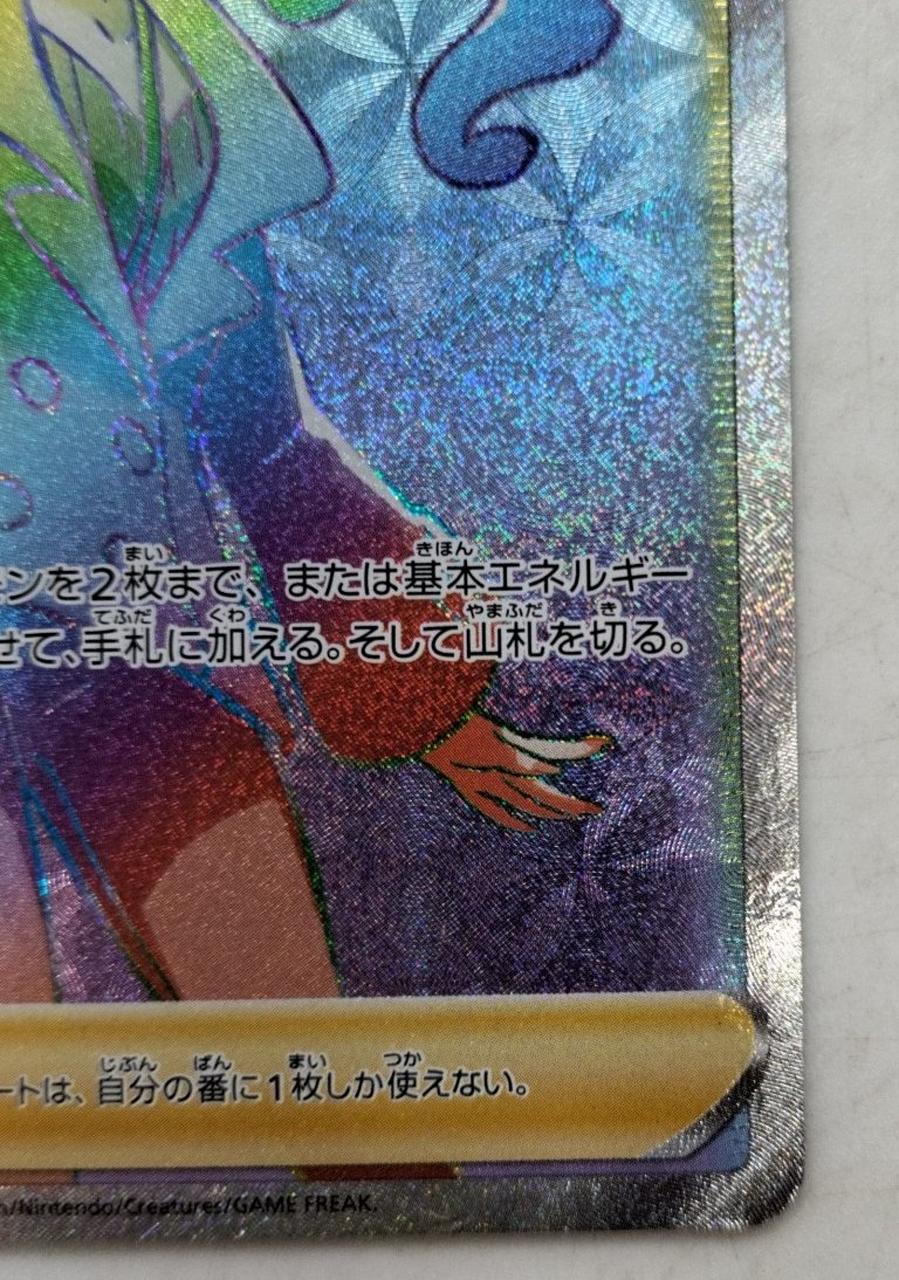 ンを2枚まで、または基本エネルギー
せて、手札に加える。そして山札を切る。
ートは、自分の番に1枚しか使えない。
/Nintendo/Creatures/GAME FREAK.